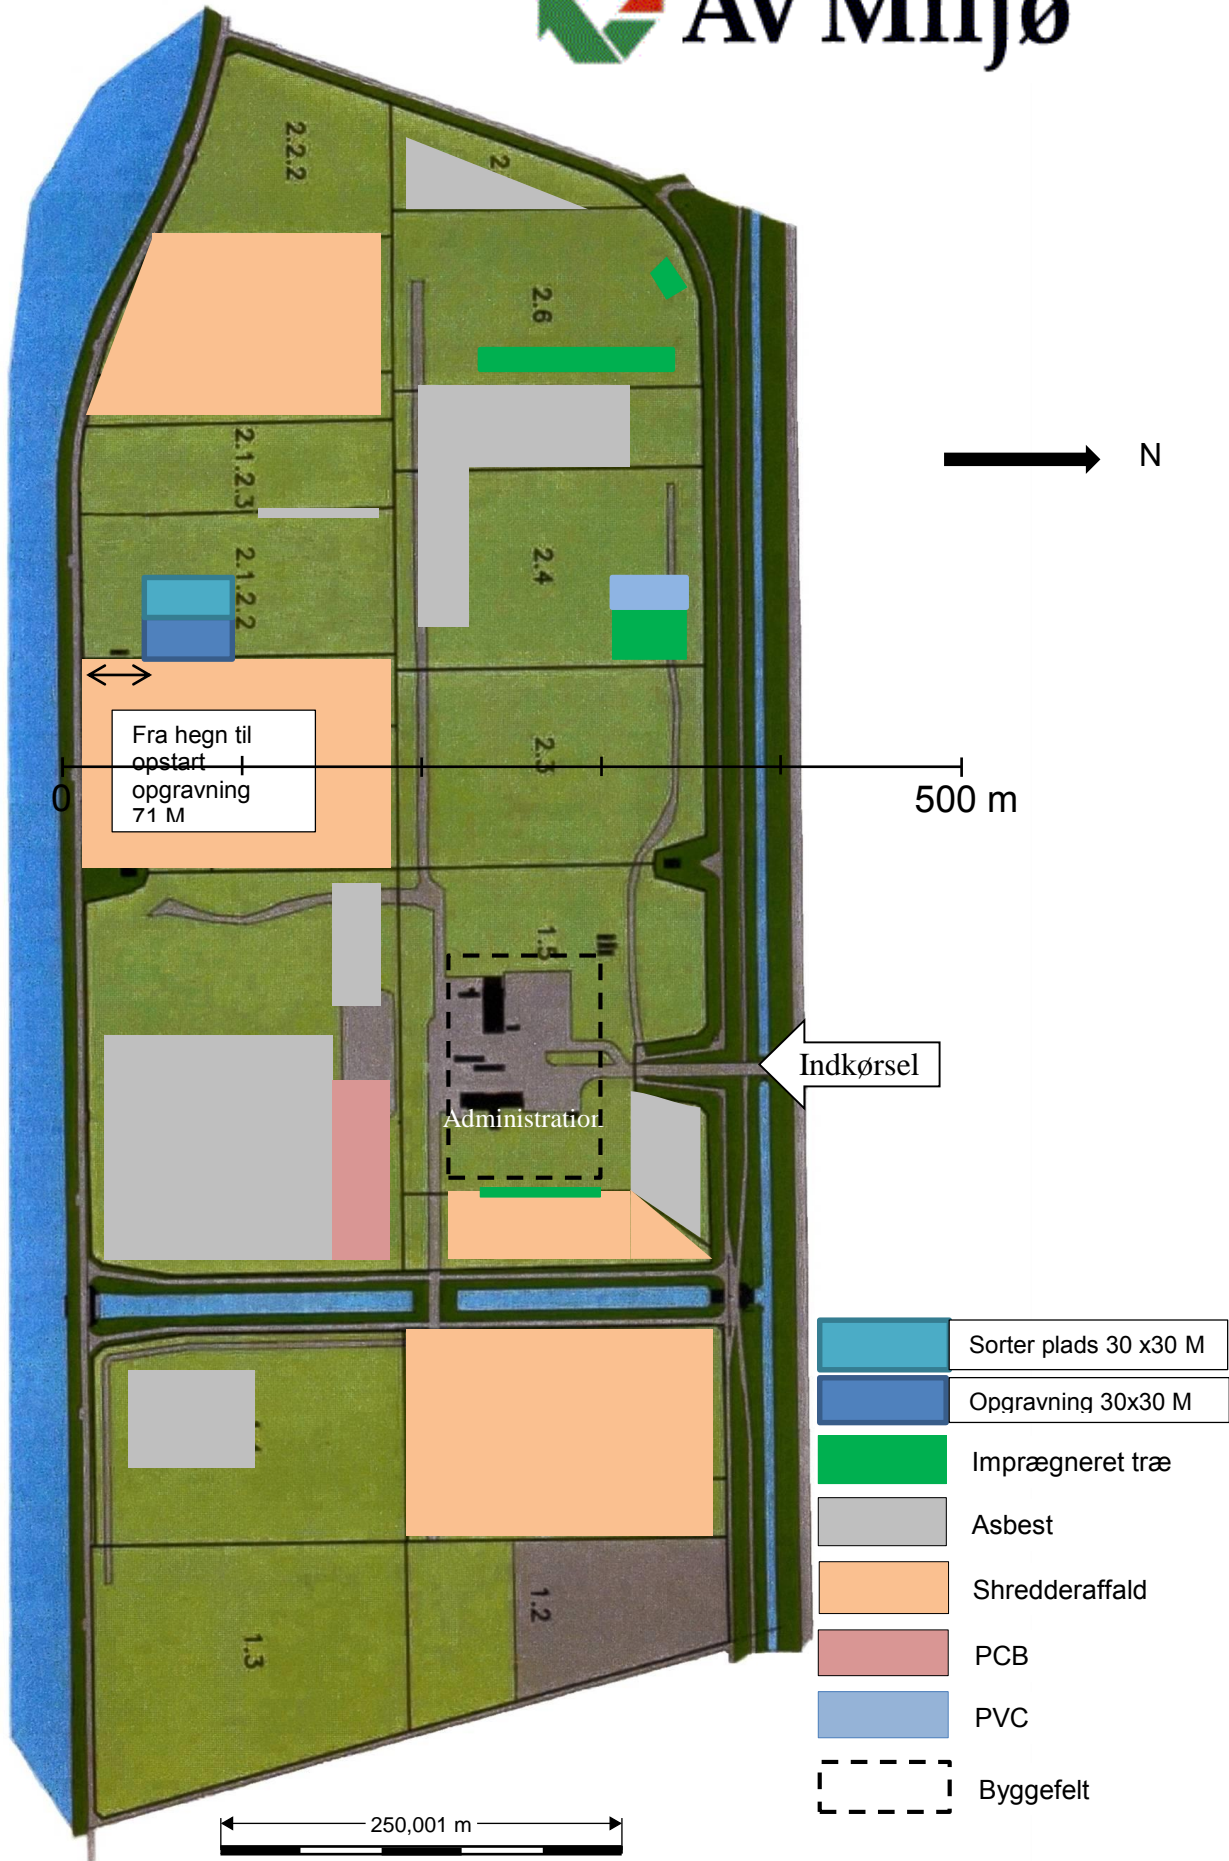 AV Miljø
2.2.2
2
2.6
2.1.2.3
2.1.2.2
2.4
N
Fra hegn til
opstart
opgravning
71 M
2.3
0
500 m
1.5
Indkørsel
Administration
Sorter plads 30 x30 M
Opgravning 30x30 M
Imprægneret træ
Asbest
Shredderaffald
PCB
PVC
Byggefelt
1.2
1.3
250,001 m